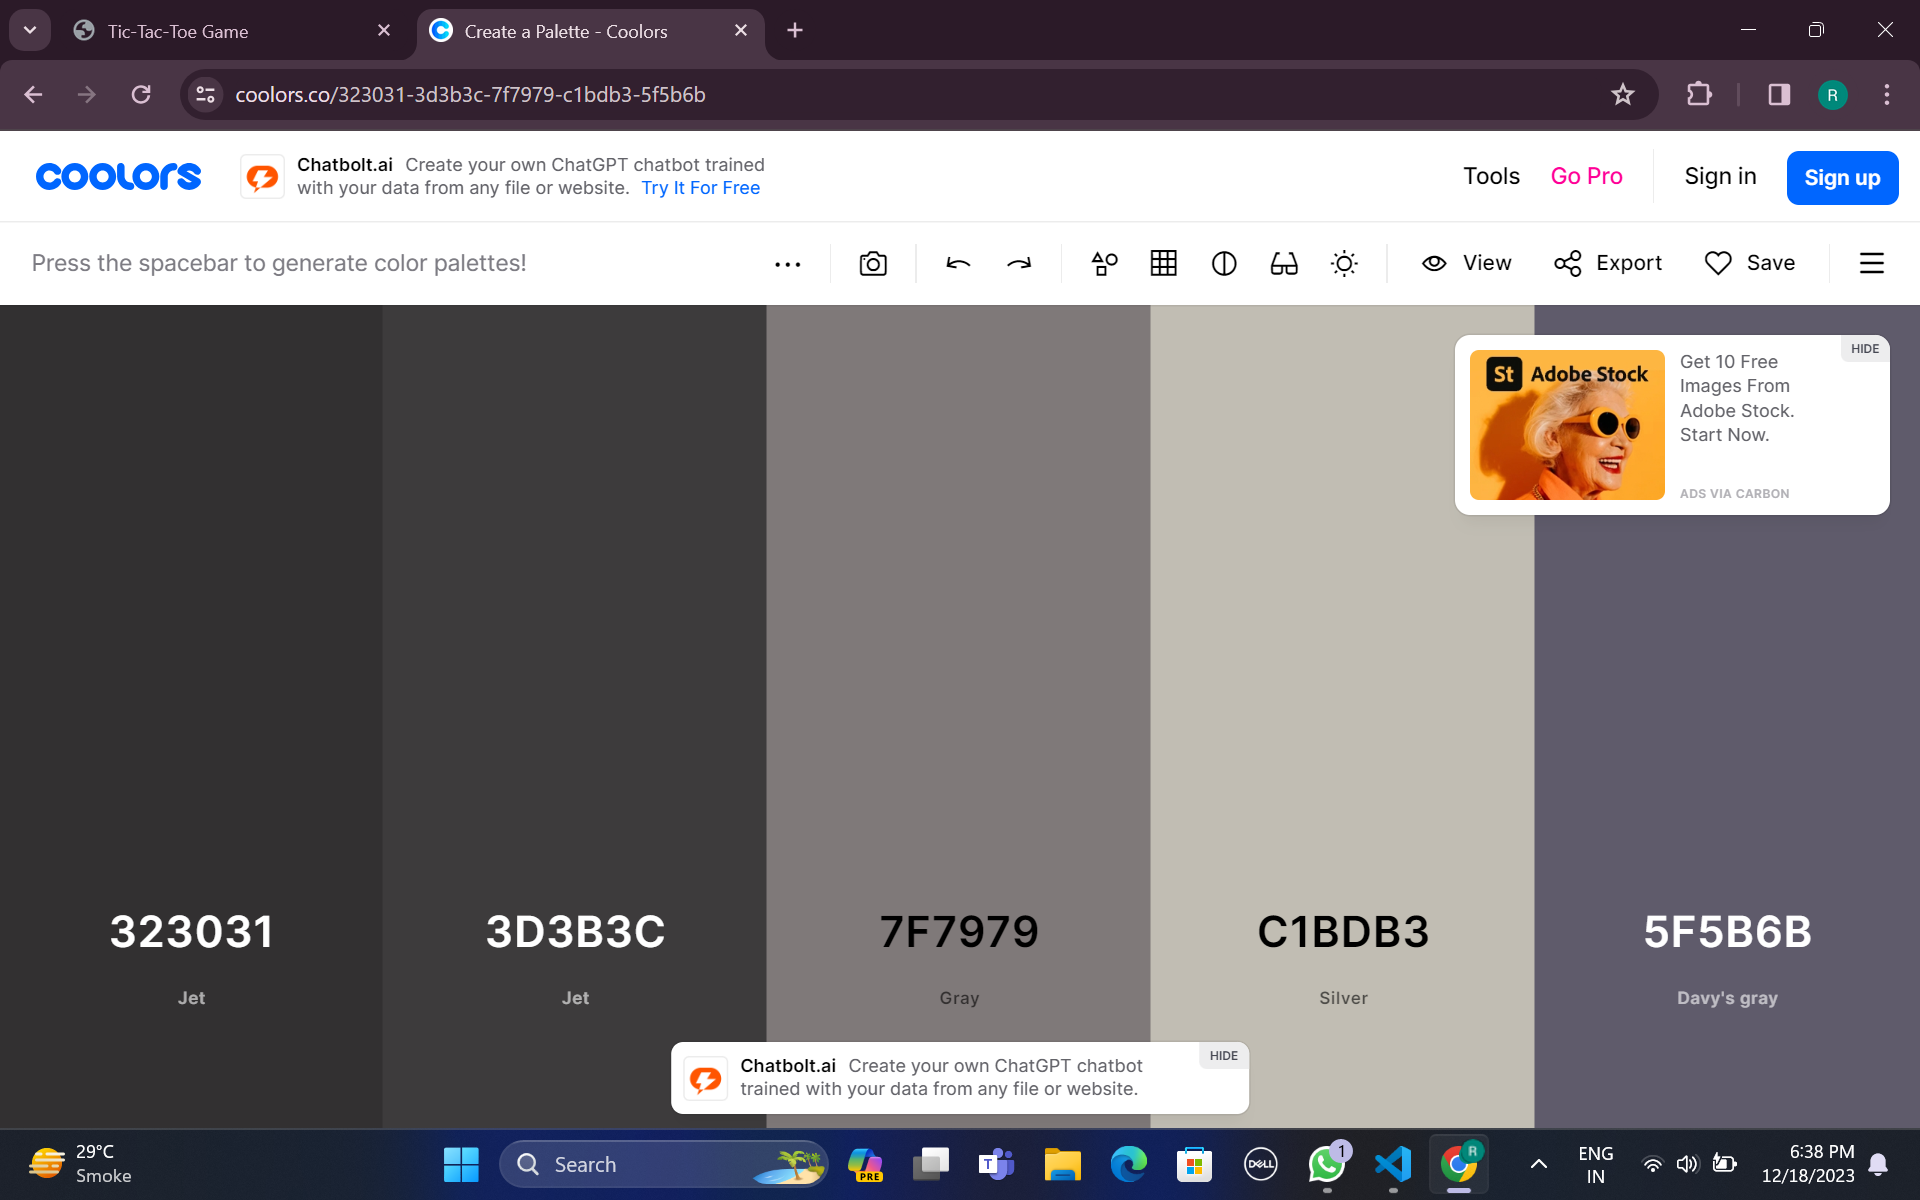 Tic-Tac-Toe Game
Create a Palette - Coolors
coolors.co/323031-3d3b3c-7f7979-c1bdb3-5f5b6b
R
coolors
Chatbolt.ai Create your own ChatGPT chatbot trained
with your data from any file or website. Try It For Free
Tools
Go Pro
Sign in
Sign up
Press the spacebar to generate color palettes!
View
Export
Save
HIDE
St Adobe Stock
Get 10 Free
Images From
Adobe Stock.
Start Now.
ADS VIA CARBON
323031
3D3B3C
7F7979
C1BDB3
5F5B6B
Jet
Jet
Gray
Silver
Davy's gray
HIDE
Chatbolt.ai Create your own ChatGPT chatbot
trained with your data from any file or website.
29°C
Smoke
Search
PRE
T
DELL
1
R
ENG
IN
6:38 PM
12/18/2023